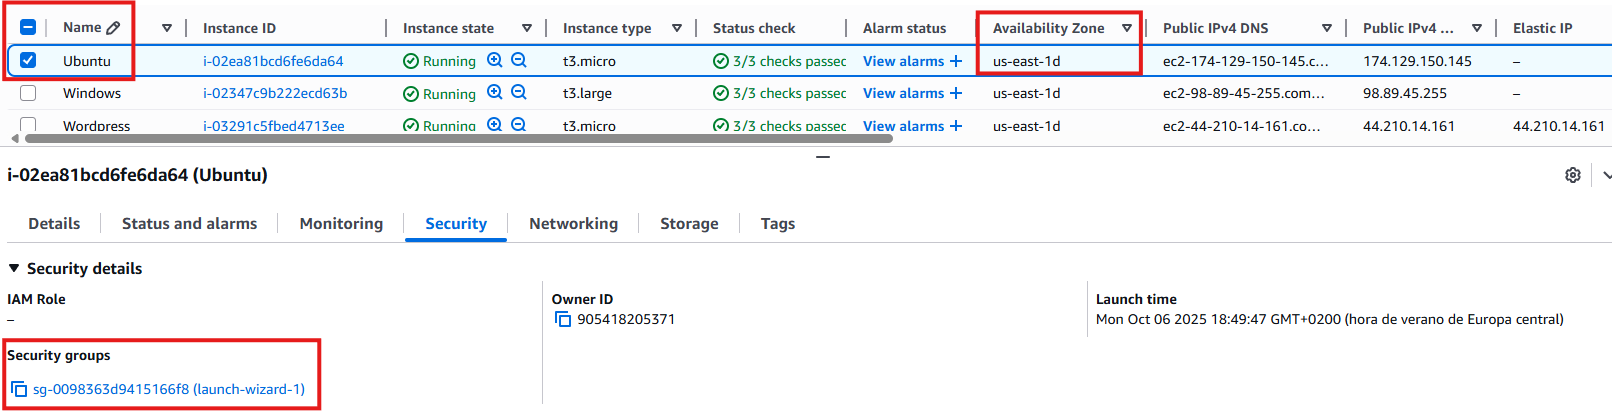 Name Instance ID Instance state Instance type Status check Alarm status Availability Zone Public IPv4 DNS Public IPv4 ... Elastic IP
Ubuntu i-02ea81bcd6fe6da64 Running t3.micro 3/3 checks passec View alarms + us-east-1d ec2-174-129-150-145.c... 174.129.150.145 –
Windows i-02347c9b222ecd63b Running t3.large 3/3 checks passec View alarms + us-east-1d ec2-98-89-45-255.com... 98.89.45.255 –
Wordpress i-03291c5fbed4713ee Running t3.micro 3/3 checks passec View alarms + us-east-1d ec2-44-210-14-161.co... 44.210.14.161 44.210.14.161
i-02ea81bcd6fe6da64 (Ubuntu)
Details Status and alarms Monitoring Security Networking Storage Tags
Security details
IAM Role
–
Owner ID
905418205371
Launch time
Mon Oct 06 2025 18:49:47 GMT+0200 (hora de verano de Europa central)
Security groups
sg-0098363d9415166f8 (launch-wizard-1)